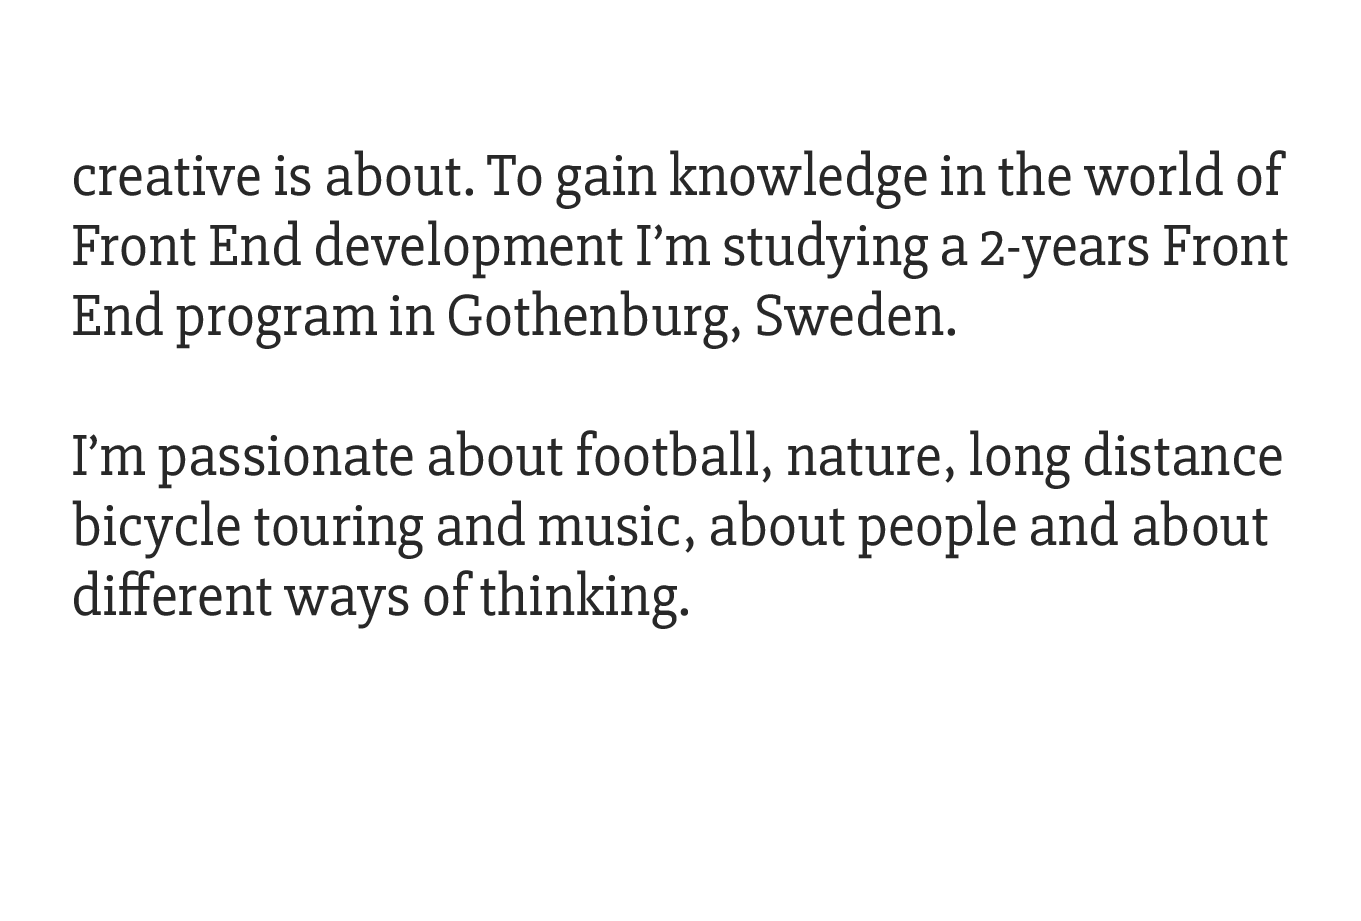 creative is about. To gain knowledge in the world of
Front End development I’m studying a 2-years Front
End program in Gothenburg, Sweden.
I’m passionate about football, nature, long distance
bicycle touring and music, about people and about
different ways of thinking.